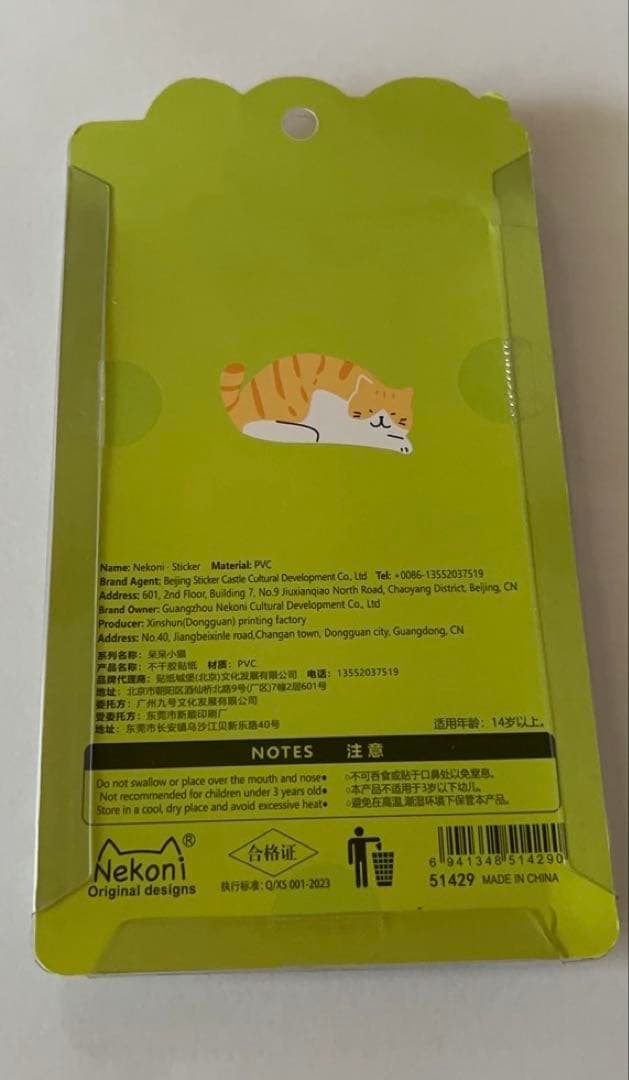 Name: Nekoni · Sticker Material: PVC
Brand Agent: Beijing Sticker Castle Cultural Development Co., Ltd Tel: +0086-13552037519
Address: 601, 2nd Floor, Building 7, No.9 Jiuxianqiao North Road, Chaoyang District, Beijing, CN
Brand Owner: Guangzhou Nekoni Cultural Development Co., Ltd
Producer: Xinshun(Dongguan) printing factory
Address: No.40, Jiangbeixinle road,Changan town, Dongguan city, Guangdong, CN
系列名称：呆呆小猫
产品名称：不干胶贴纸 材质：PVC
品牌代理商：贴纸城堡(北京)文化发展有限公司 电话：13552037519
地址：北京市朝阳区酒仙桥北路9号(厂区)7幢2层601号
委托方：广州九号文化发展有限公司
受委托方：东莞市新顺印刷厂
地址：东莞市长安镇乌沙江贝新乐路40号
适用年龄：14岁以上。
NOTES 注意
Do not swallow or place over the mouth and nose●
Not recommended for children under 3 years old●
Store in a cool, dry place and avoid excessive heat●
○不可吞食或贴于口鼻处以免窒息。
○本产品不适用于3岁以下幼儿。
○避免在高温,潮湿环境下保管本产品。
Nekoni®
Original designs
合格证
执行标准：Q/XS 001-2023
6 941348 514290
51429 MADE IN CHINA